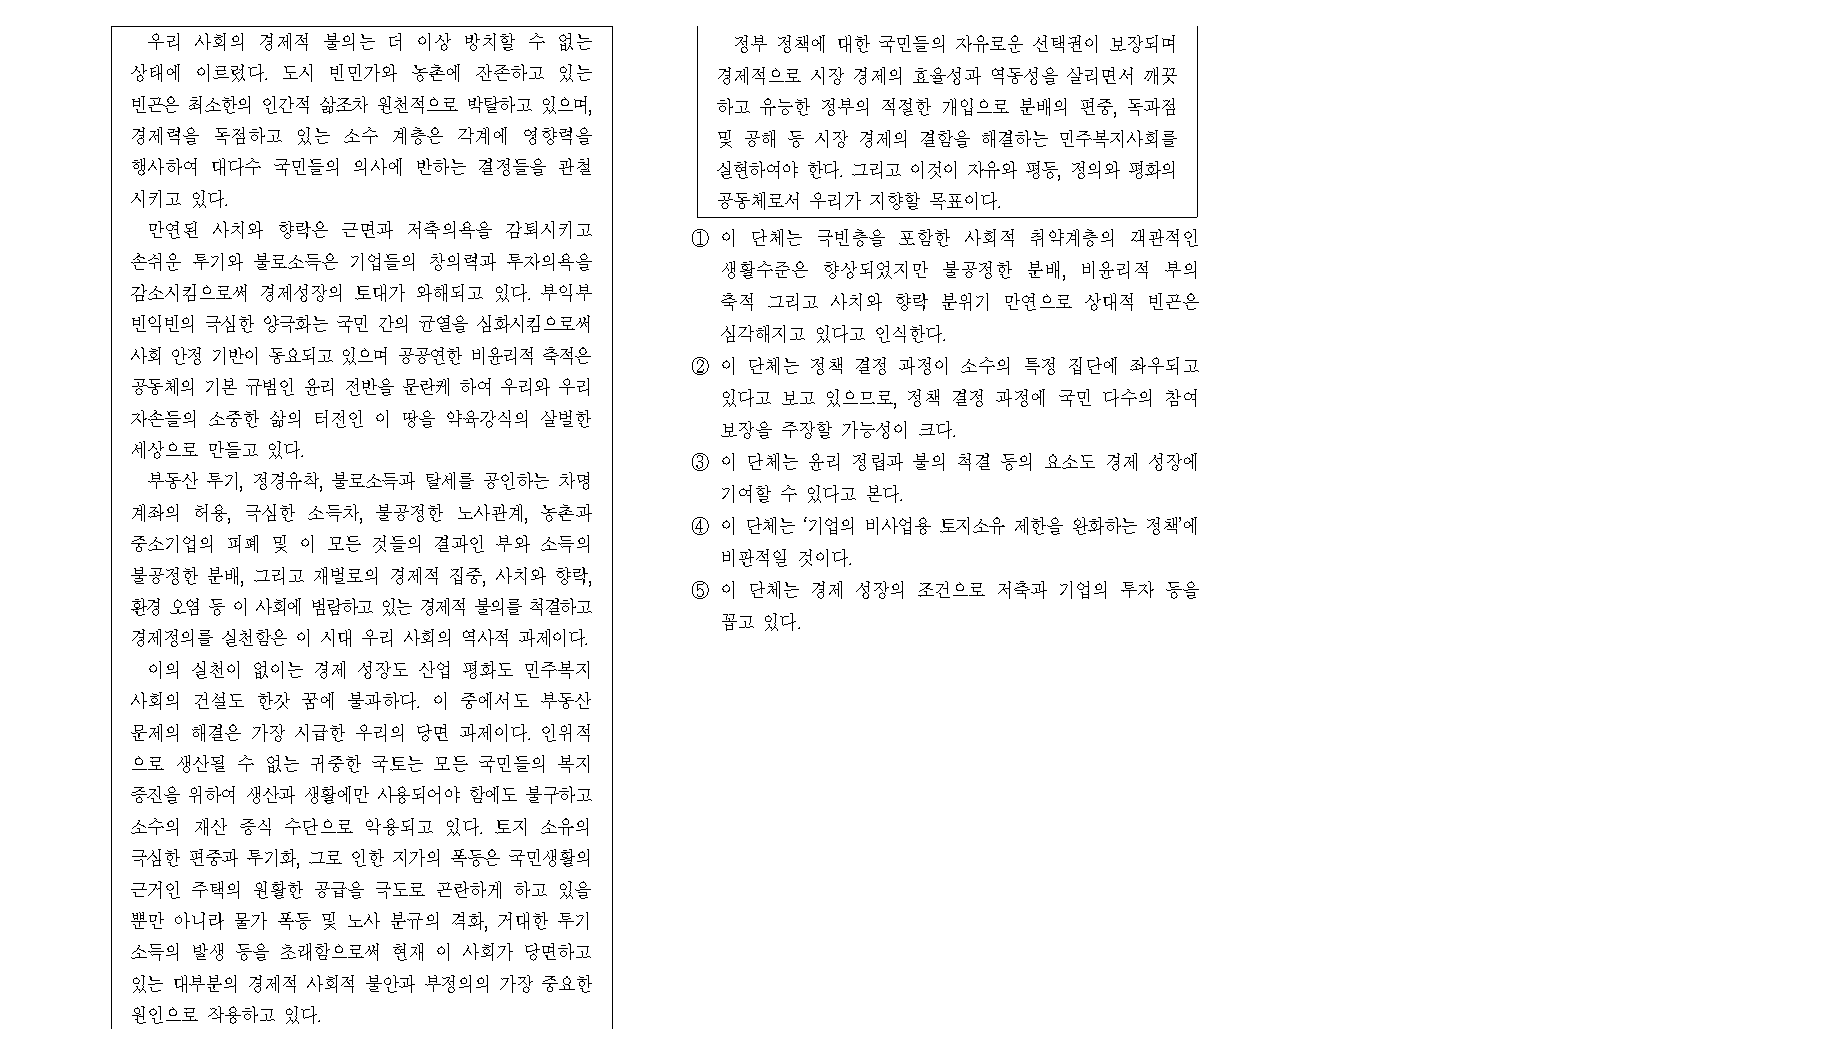 우리 사회의 경제적 불의는 더 이상 방치할 수 없는
상태에 이르렀다. 도시 빈민가와 농촌에 잔존하고 있는
빈곤은 최소한의 인간적 삶조차 원천적으로 박탈하고 있으며,
경제력을 독점하고 있는 소수 계층은 각계에 영향력을
행사하여 대다수 국민들의 의사에 반하는 결정들을 관철
시키고 있다.
만연된 사치와 향락은 근면과 저축의욕을 감퇴시키고
손쉬운 투기와 불로소득은 기업들의 창의력과 투자의욕을
감소시킴으로써 경제성장의 토대가 와해되고 있다. 부익부
빈익빈의 극심한 양극화는 국민 간의 균열을 심화시킴으로써
사회 안정 기반이 동요되고 있으며 공공연한 비윤리적 축적은
공동체의 기본 규범인 윤리 전반을 문란케 하여 우리와 우리
자손들의 소중한 삶의 터전인 이 땅을 약육강식의 살벌한
세상으로 만들고 있다.
부동산 투기, 정경유착, 불로소득과 탈세를 공인하는 차명
계좌의 허용, 극심한 소득차, 불공정한 노사관계, 농촌과
중소기업의 피폐 및 이 모든 것들의 결과인 부와 소득의
불공정한 분배, 그리고 재벌로의 경제적 집중, 사치와 향락,
환경 오염 등 이 사회에 범람하고 있는 경제적 불의를 척결하고
경제정의를 실천함은 이 시대 우리 사회의 역사적 과제이다.
이의 실천이 없이는 경제 성장도 산업 평화도 민주복지
사회의 건설도 한갓 꿈에 불과하다. 이 중에서도 부동산
문제의 해결은 가장 시급한 우리의 당면 과제이다. 인위적
으로 생산될 수 없는 귀중한 국토는 모든 국민들의 복지
증진을 위하여 생산과 생활에만 사용되어야 함에도 불구하고
소수의 재산 증식 수단으로 악용되고 있다. 토지 소유의
극심한 편중과 투기화, 그로 인한 지가의 폭등은 국민생활의
근거인 주택의 원활한 공급을 극도로 곤란하게 하고 있을
뿐만 아니라 물가 폭등 및 노사 분규의 격화, 거대한 투기
소득의 발생 등을 초래함으로써 현재 이 사회가 당면하고
있는 대부분의 경제적 사회적 불안과 부정의의 가장 중요한
원인으로 작용하고 있다.
정부 정책에 대한 국민들의 자유로운 선택권이 보장되며
경제적으로 시장 경제의 효율성과 역동성을 살리면서 깨끗
하고 유능한 정부의 적절한 개입으로 분배의 편중, 독과점
및 공해 등 시장 경제의 결함을 해결하는 민주복지사회를
실현하여야 한다. 그리고 이것이 자유와 평등, 정의와 평화의
공동체로서 우리가 지향할 목표이다.
① 이 단체는 극빈층을 포함한 사회적 취약계층의 객관적인
생활수준은 향상되었지만 불공정한 분배, 비윤리적 부의
축적 그리고 사치와 향락 분위기 만연으로 상대적 빈곤은
심각해지고 있다고 인식한다.
② 이 단체는 정책 결정 과정이 소수의 특정 집단에 좌우되고
있다고 보고 있으므로, 정책 결정 과정에 국민 다수의 참여
보장을 주장할 가능성이 크다.
③ 이 단체는 윤리 정립과 불의 척결 등의 요소도 경제 성장에
기여할 수 있다고 본다.
④ 이 단체는 ‘기업의 비사업용 토지소유 제한을 완화하는 정책’에
비판적일 것이다.
⑤ 이 단체는 경제 성장의 조건으로 저축과 기업의 투자 등을
꼽고 있다.